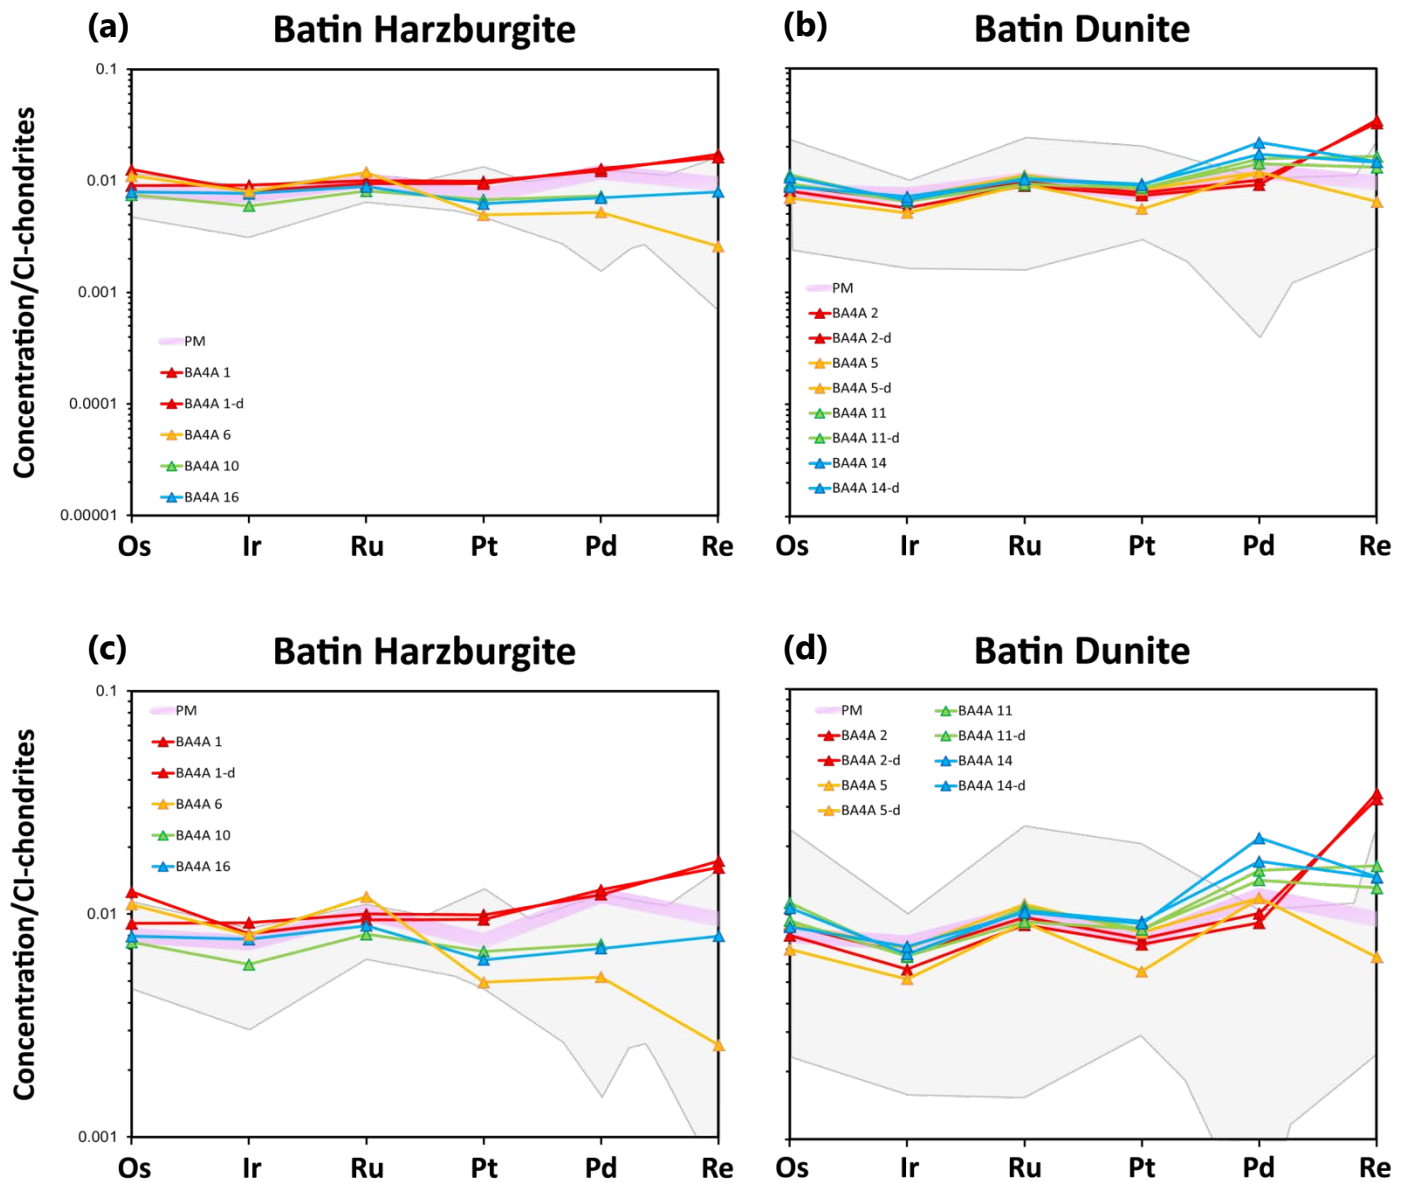 (a) Batin Harzburgite
Concentration/CI-chondrites
0.1
0.01
0.001
0.0001
0.00001
PM
BA4A 1
BA4A 1-d
BA4A 6
BA4A 10
BA4A 16
Os Ir Ru Pt Pd Re
(b) Batin Dunite
PM
BA4A 2
BA4A 2-d
BA4A 5
BA4A 5-d
BA4A 11
BA4A 11-d
BA4A 14
BA4A 14-d
Os Ir Ru Pt Pd Re
(c) Batin Harzburgite
Concentration/CI-chondrites
0.1
0.01
0.001
PM
BA4A 1
BA4A 1-d
BA4A 6
BA4A 10
BA4A 16
Os Ir Ru Pt Pd Re
(d) Batin Dunite
PM
BA4A 2
BA4A 2-d
BA4A 5
BA4A 5-d
BA4A 11
BA4A 11-d
BA4A 14
BA4A 14-d
Os Ir Ru Pt Pd Re